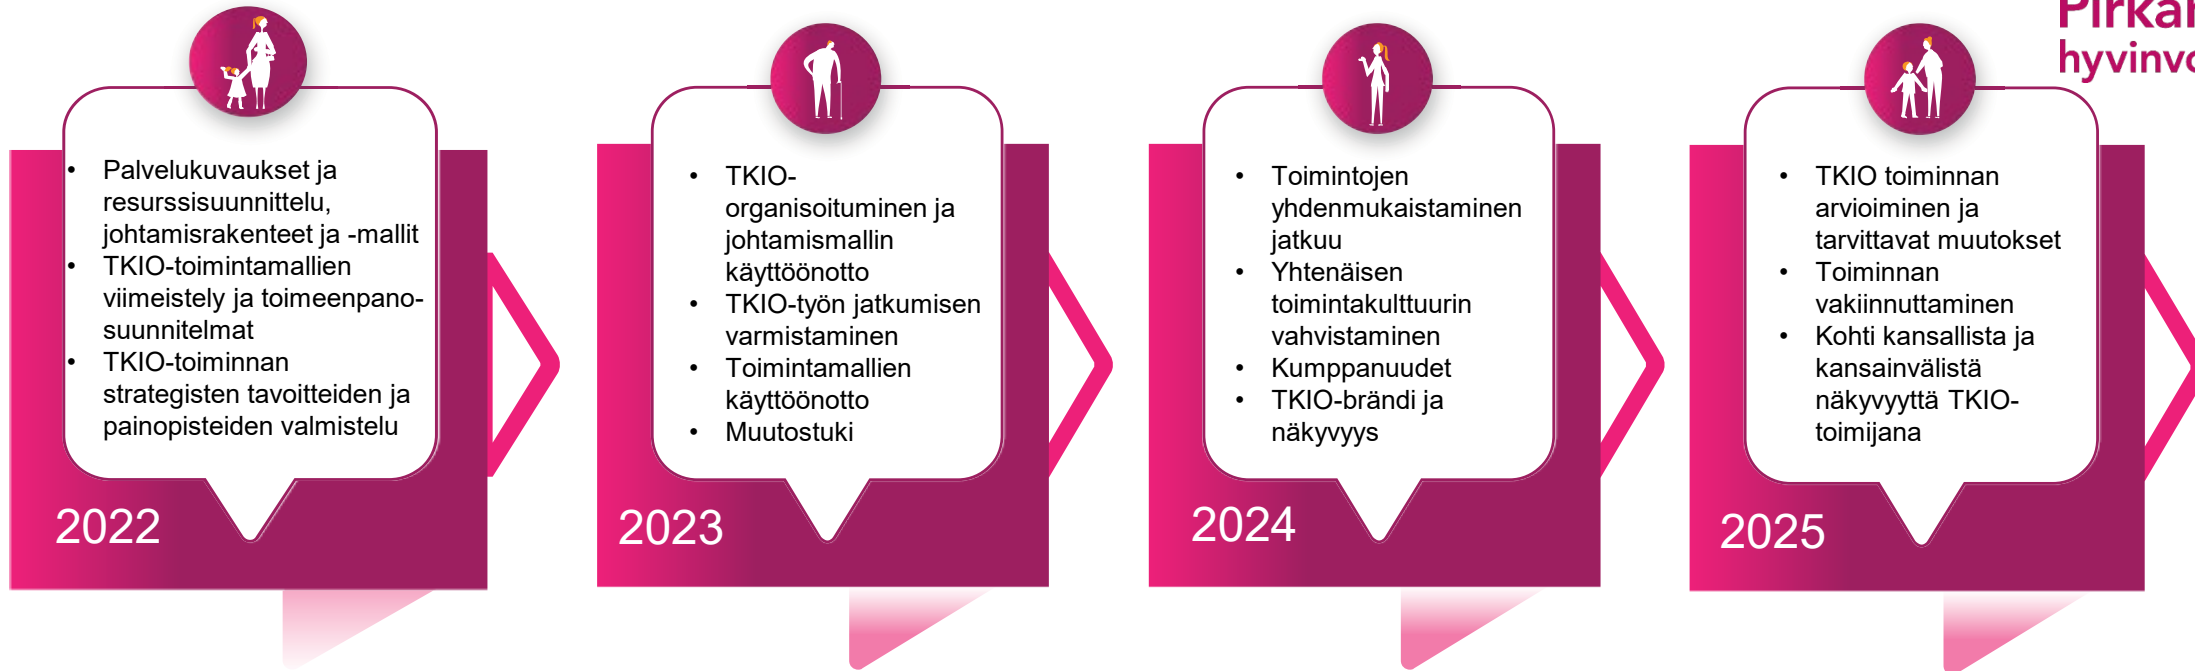 Pirkan
hyvinvo
• Palvelukuvaukset ja
resurssisuunnittelu,
johtamisrakenteet ja -mallit
• TKIO-toimintamallien
viimeistely ja toimeenpano-
suunnitelmat
• TKIO-toiminnan
strategisten tavoitteiden ja
painopisteiden valmistelu
2022
• TKIO-
organisoituminen ja
johtamismallin
käyttöönotto
• TKIO-työn jatkumisen
varmistaminen
• Toimintamallien
käyttöönotto
• Muutostuki
2023
• Toimintojen
yhdenmukaistaminen
jatkuu
• Yhtenäisen
toimintakulttuurin
vahvistaminen
• Kumppanuudet
• TKIO-brändi ja
näkyvyys
2024
• TKIO toiminnan
arvioiminen ja
tarvittavat muutokset
• Toiminnan
vakiinnuttaminen
• Kohti kansallista ja
kansainvälistä
näkyvyyttä TKIO-
toimijana
2025